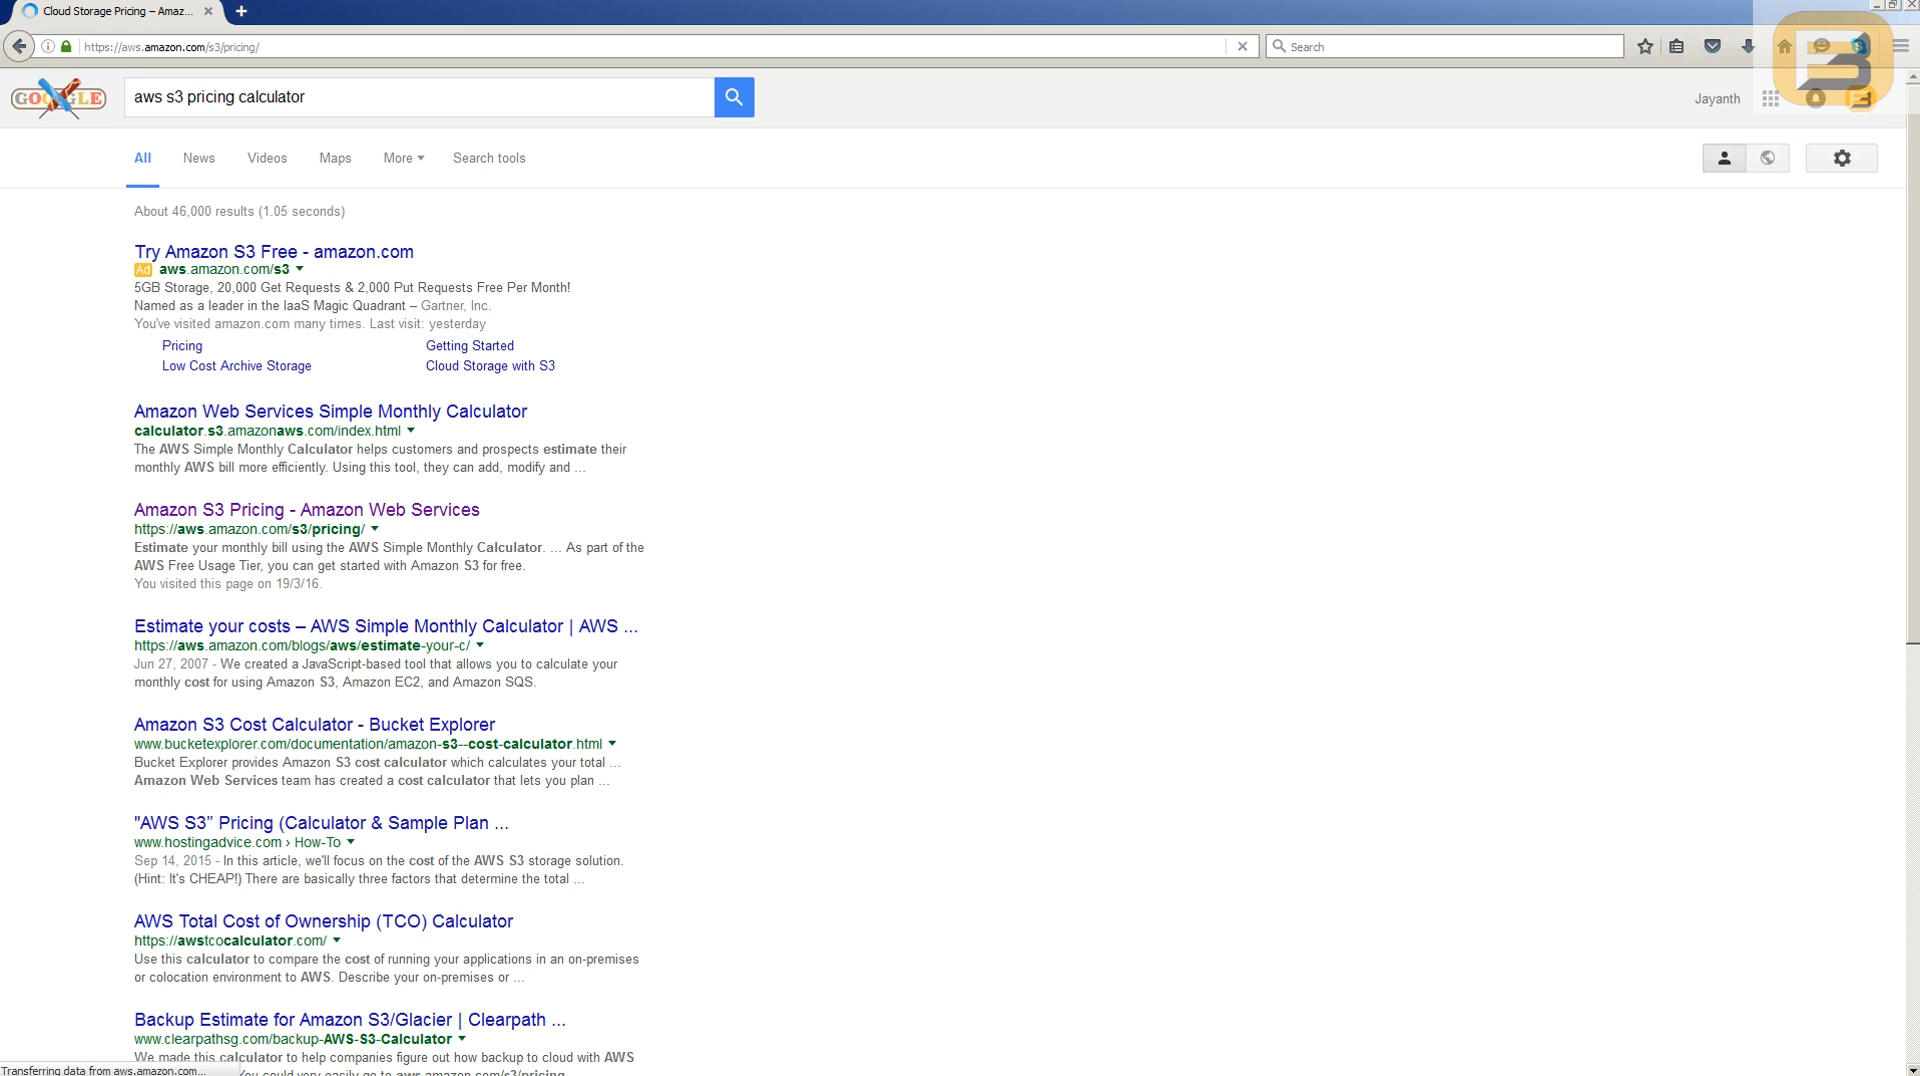 Cloud Storage Pricing – Amaz...
https://aws.amazon.com/s3/pricing/
Search
GOOGLE
aws s3 pricing calculator
Jayanth
All News Videos Maps More Search tools
About 46,000 results (1.05 seconds)
Try Amazon S3 Free - amazon.com
Ad aws.amazon.com/s3
5GB Storage, 20,000 Get Requests & 2,000 Put Requests Free Per Month!
Named as a leader in the IaaS Magic Quadrant – Gartner, Inc.
You've visited amazon.com many times. Last visit: yesterday
Pricing Getting Started
Low Cost Archive Storage Cloud Storage with S3
Amazon Web Services Simple Monthly Calculator
calculator.s3.amazonaws.com/index.html
The AWS Simple Monthly Calculator helps customers and prospects estimate their
monthly AWS bill more efficiently. Using this tool, they can add, modify and ...
Amazon S3 Pricing - Amazon Web Services
https://aws.amazon.com/s3/pricing/
Estimate your monthly bill using the AWS Simple Monthly Calculator. ... As part of the
AWS Free Usage Tier, you can get started with Amazon S3 for free.
You visited this page on 19/3/16.
Estimate your costs – AWS Simple Monthly Calculator | AWS ...
https://aws.amazon.com/blogs/aws/estimate-your-c/
Jun 27, 2007 - We created a JavaScript-based tool that allows you to calculate your
monthly cost for using Amazon S3, Amazon EC2, and Amazon SQS.
Amazon S3 Cost Calculator - Bucket Explorer
www.bucketexplorer.com/documentation/amazon-s3--cost-calculator.html
Bucket Explorer provides Amazon S3 cost calculator which calculates your total ...
Amazon Web Services team has created a cost calculator that lets you plan ...
"AWS S3” Pricing (Calculator & Sample Plan ...
www.hostingadvice.com › How-To
Sep 14, 2015 - In this article, we'll focus on the cost of the AWS S3 storage solution.
(Hint: It's CHEAP!) There are basically three factors that determine the total ...
AWS Total Cost of Ownership (TCO) Calculator
https://awstcocalculator.com/
Use this calculator to compare the cost of running your applications in an on-premises
or colocation environment to AWS. Describe your on-premises or ...
Backup Estimate for Amazon S3/Glacier | Clearpath ...
www.clearpathsg.com/backup-AWS-S3-Calculator
We made this calculator to help companies figure out how backup to cloud with AWS
You could very easily go to aws.amazon.com/s3/pricing
Transferring data from aws.amazon.com...